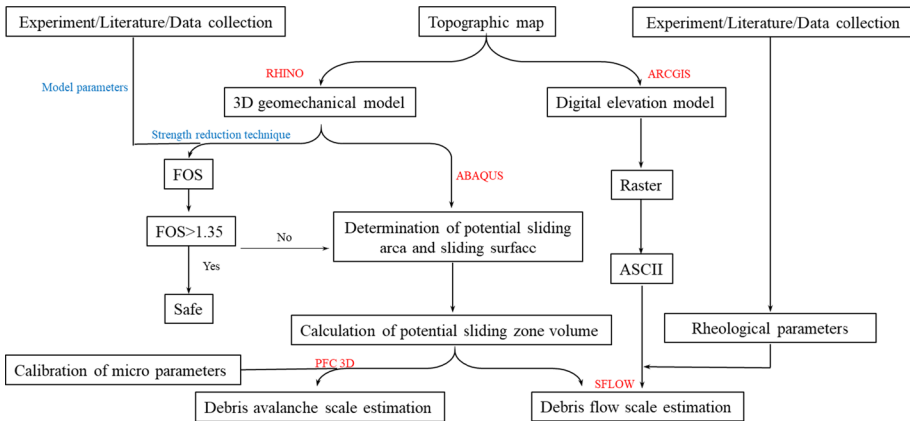 Experiment/Literature/Data collection
Topographic map
Experiment/Literature/Data collection
RHINO
ARCGIS
Model parameters
3D geomechanical model
Digital elevation model
Strength reduction technique
FOS
ABAQUS
Raster
FOS>1.35
No
Determination of potential sliding
area and sliding surface
Yes
ASCII
Safe
Calculation of potential sliding zone volume
Rheological parameters
Calibration of micro parameters
PFC 3D
SFLOW
Debris avalanche scale estimation
Debris flow scale estimation